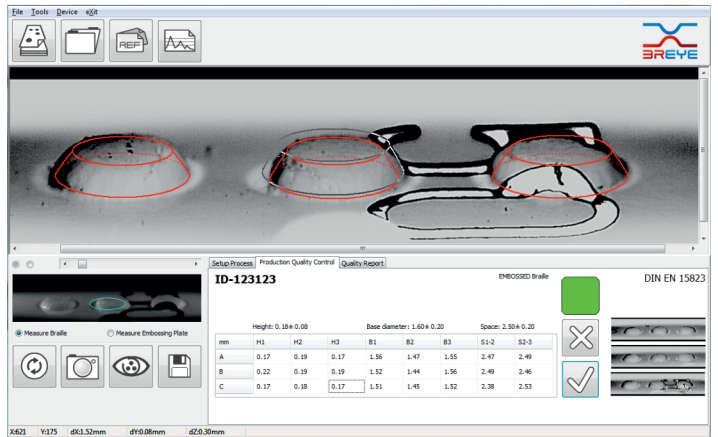 File Tools Device eXit
REF
BREYE
Setup Process Production Quality Control Quality Report
ID-123123
EMBOSSED Braille
DIN EN 15823
Measure Braille Measure Embossing Plate
Height: 0.18± 0.08 Base diameter: 1.60± 0.20 Space: 2.50± 0.20
mm H1 H2 H3 B1 B2 B3 S1-2 S2-3
A 0.17 0.19 0.17 1.56 1.47 1.55 2.47 2.49
B 0.22 0.19 0.19 1.52 1.44 1.56 2.49 2.46
C 0.17 0.18 0.17 1.51 1.45 1.52 2.38 2.53
X:621 Y:175 dX:1.52mm dY:0.08mm dZ:0.30mm